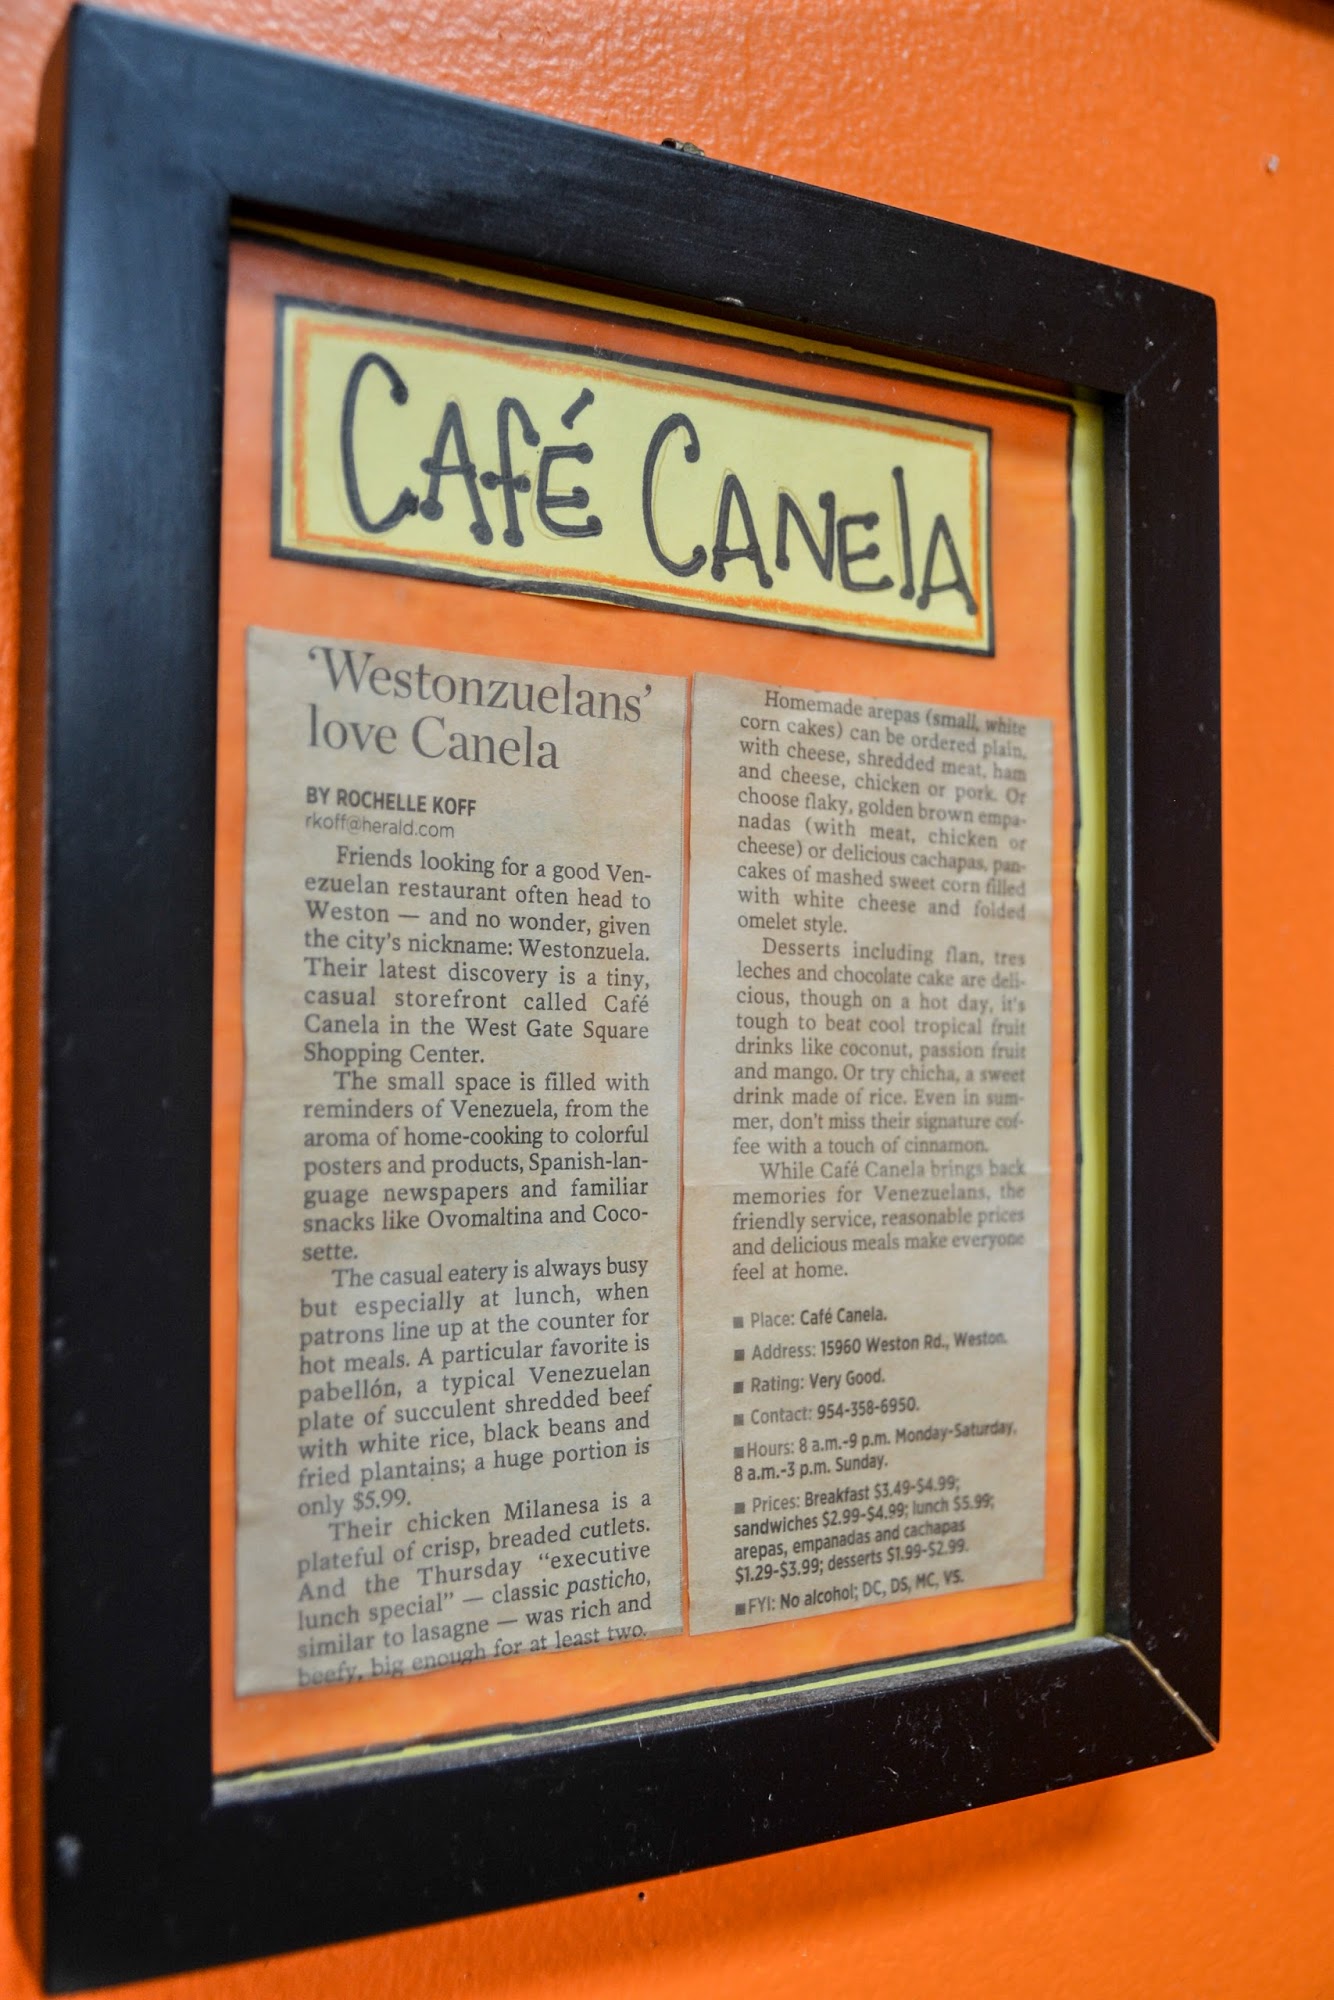 Café Canela
'Westonzuelans'
love Canela
BY ROCHELLE KOFF
rkoff@herald.com
Friends looking for a good Ven-
ezuelan restaurant often head to
Weston — and no wonder, given
the city's nickname: Westonzuela.
Their latest discovery is a tiny,
casual storefront called Café
Canela in the West Gate Square
Shopping Center.
The small space is filled with
reminders of Venezuela, from the
aroma of home-cooking to colorful
posters and products, Spanish-lan-
guage newspapers and familiar
snacks like Ovomaltina and Coco-
sette.
The casual eatery is always busy
but especially at lunch, when
patrons line up at the counter for
hot meals. A particular favorite is
pabellón, a typical Venezuelan
plate of succulent shredded beef
with white rice, black beans and
fried plantains; a huge portion is
only $5.99.
Their chicken Milanesa is a
plateful of crisp, breaded cutlets.
And the Thursday "executive
lunch special" — classic pasticho,
similar to lasagne — was rich and
beefy, big enough for at least two.
Homemade arepas (small, white
corn cakes) can be ordered plain,
with cheese, shredded meat, ham
and cheese, chicken or pork. Or
choose flaky, golden brown empa-
nadas (with meat, chicken or
cheese) or delicious cachapas, pan-
cakes of mashed sweet corn filled
with white cheese and folded
omelet style.
Desserts including flan, tres
leches and chocolate cake are deli-
cious, though on a hot day, it's
tough to beat cool tropical fruit
drinks like coconut, passion fruit
and mango. Or try chicha, a sweet
drink made of rice. Even in sum-
mer, don't miss their signature cof-
fee with a touch of cinnamon.
While Café Canela brings back
memories for Venezuelans, the
friendly service, reasonable prices
and delicious meals make everyone
feel at home.
■ Place: Café Canela.
■ Address: 15960 Weston Rd., Weston.
■ Rating: Very Good.
■ Contact: 954-358-6950.
■ Hours: 8 a.m.-9 p.m. Monday-Saturday,
8 a.m.-3 p.m. Sunday.
■ Prices: Breakfast $3.49-$4.99;
sandwiches $2.99-$4.99; lunch $5.99;
arepas, empanadas and cachapas
$1.29-$3.99; desserts $1.99-$2.99.
■ FYI: No alcohol; DC, DS, MC, VS.